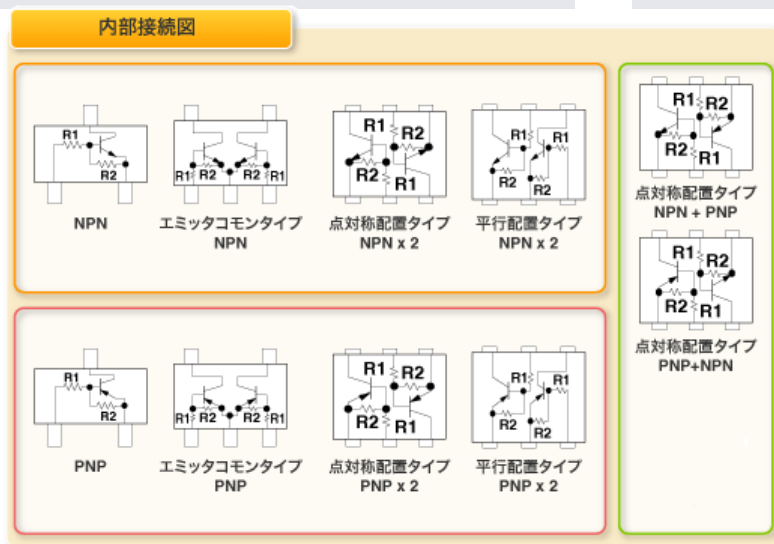 内部接続図
R1
R2
NPN
R1
R2
R2
R1
エミッタコモンタイプ
NPN
R1
R2
R2
R1
点対称配置タイプ
NPN x 2
R1
R1
R2
R2
平行配置タイプ
NPN x 2
R1
R2
PNP
R1
R2
R2
R1
エミッタコモンタイプ
PNP
R1
R2
R2
R1
点対称配置タイプ
PNP x 2
R1
R1
R2
R2
平行配置タイプ
PNP x 2
R1
R2
R2
R1
点対称配置タイプ
NPN + PNP
R1
R2
R2
R1
点対称配置タイプ
PNP+NPN